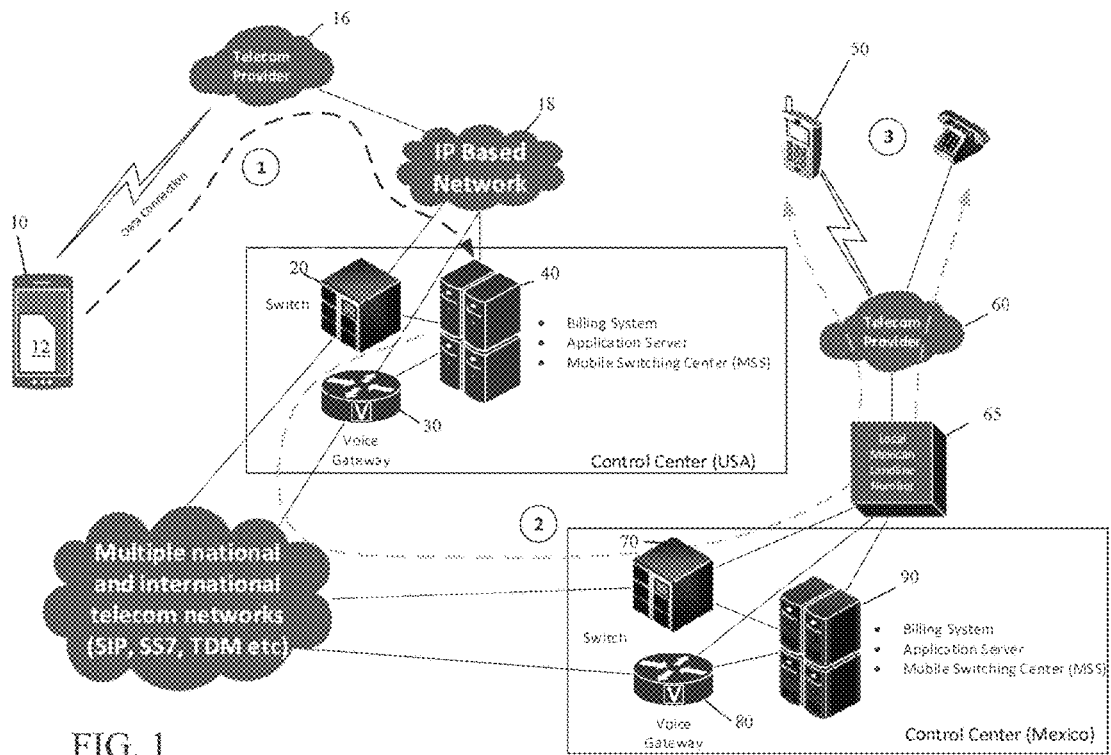 16
Telecom
Provider
18
IP Based
Network
1
Data Connection
10
12
50
3
20
Switch
40
• Billing System
• Application Server
• Mobile Switching Center (MSS)
30
V
Voice
Gateway
Control Center (USA)
Telecom
Provider
60
65
2
Multiple national
and international
telecom networks
(SIP, SS7, TDM etc)
70
Switch
90
• Billing System
• Application Server
• Mobile Switching Center (MSS)
V
80
Voice
Gateway
Control Center (Mexico)
FIG. 1